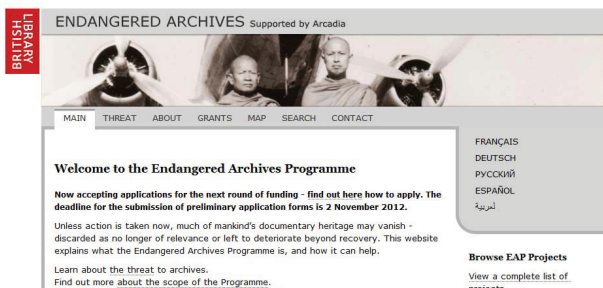 BRITISH
LIBRARY
ENDANGERED ARCHIVES Supported by Arcadia
MAIN THREAT ABOUT GRANTS MAP SEARCH CONTACT
Welcome to the Endangered Archives Programme
Now accepting applications for the next round of funding - find out here how to apply. The
deadline for the submission of preliminary application forms is 2 November 2012.
Unless action is taken now, much of mankind's documentary heritage may vanish -
discarded as no longer of relevance or left to deteriorate beyond recovery. This website
explains what the Endangered Archives Programme is, and how it can help.
Learn about the threat to archives.
Find out more about the scope of the Programme.
FRANÇAIS
DEUTSCH
РУССКИЙ
ESPAÑOL
العربية
Browse EAP Projects
View a complete list of
projects